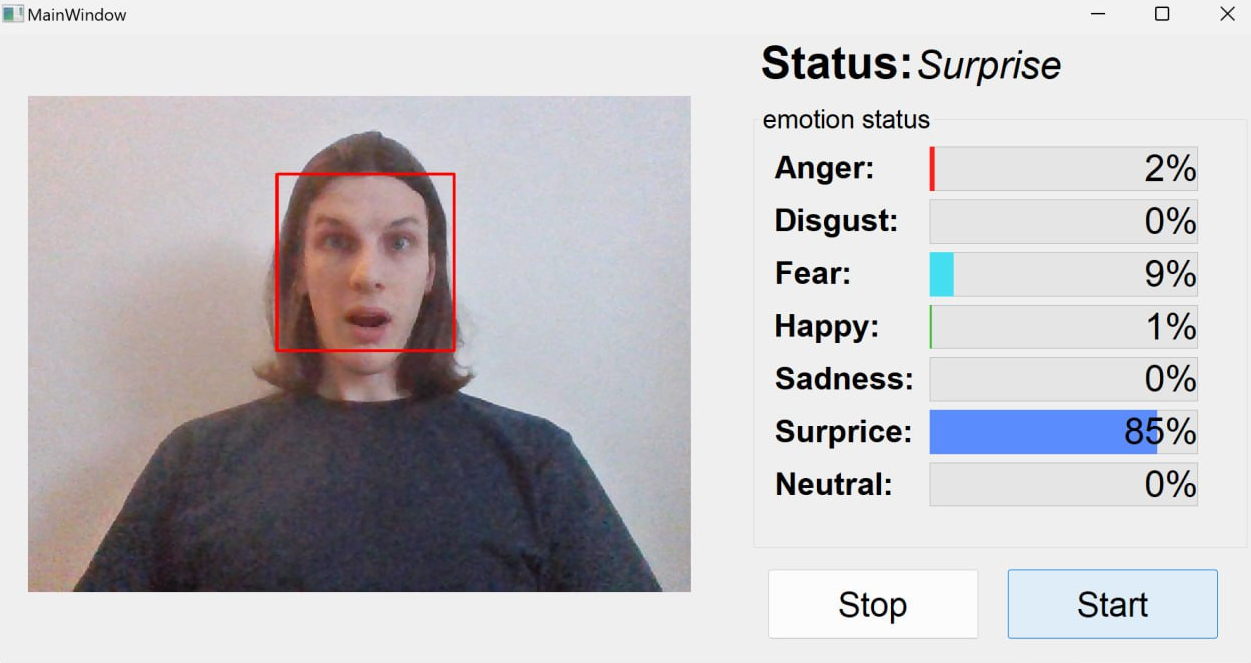 MainWindow
Status: Surprise
emotion status
Anger: 2%
Disgust: 0%
Fear: 9%
Happy: 1%
Sadness: 0%
Surprice: 85%
Neutral: 0%
Stop Start